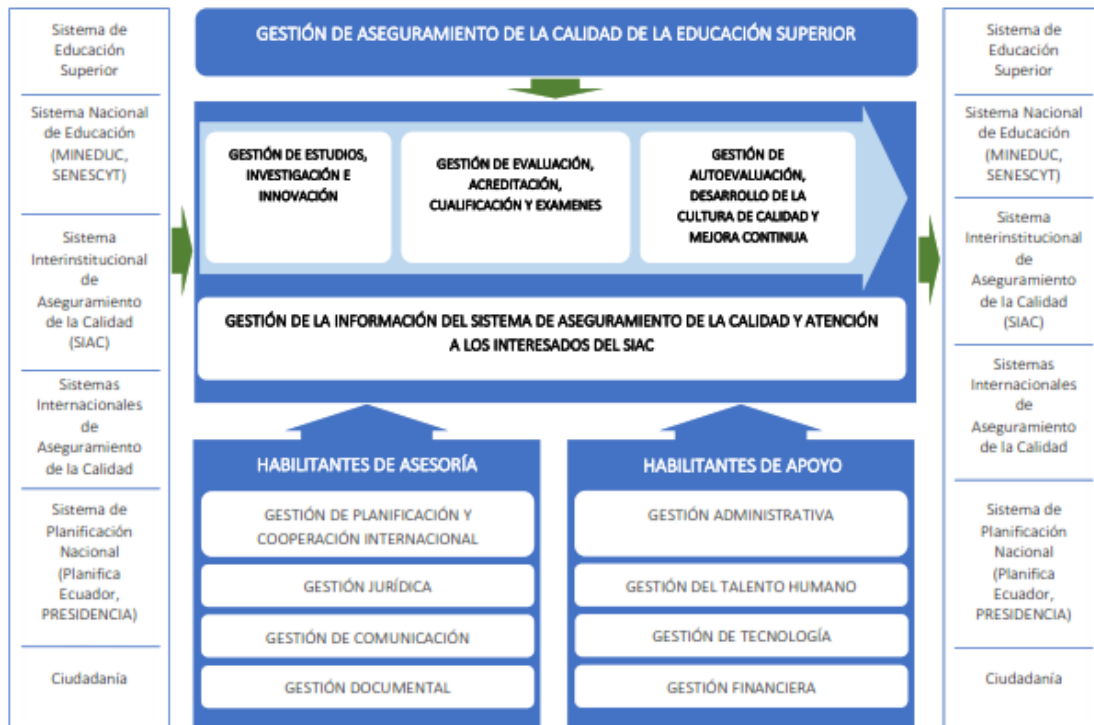 Sistema de
Educación
Superior
Sistema Nacional
de Educación
(MINEDUC,
SENESCYT)
Sistema
Interinstitucional
de
Aseguramiento
de la Calidad
(SIAC)
Sistemas
Internacionales
de
Aseguramiento
de la Calidad
Sistema de
Planificación
Nacional
(Planifica
Ecuador,
PRESIDENCIA)
Ciudadanía
GESTIÓN DE ASEGURAMIENTO DE LA CALIDAD DE LA EDUCACIÓN SUPERIOR
GESTIÓN DE ESTUDIOS,
INVESTIGACIÓN E
INNOVACIÓN
GESTIÓN DE EVALUACIÓN,
ACREDITACIÓN,
CUALIFICACIÓN Y EXAMENES
GESTIÓN DE
AUTOEVALUACIÓN,
DESARROLLO DE LA
CULTURA DE CALIDAD Y
MEJORA CONTINUA
GESTIÓN DE LA INFORMACIÓN DEL SISTEMA DE ASEGURAMIENTO DE LA CALIDAD Y ATENCIÓN
A LOS INTERESADOS DEL SIAC
HABILITANTES DE ASESORÍA
GESTIÓN DE PLANIFICACIÓN Y
COOPERACIÓN INTERNACIONAL
GESTIÓN JURÍDICA
GESTIÓN DE COMUNICACIÓN
GESTIÓN DOCUMENTAL
HABILITANTES DE APOYO
GESTIÓN ADMINISTRATIVA
GESTIÓN DEL TALENTO HUMANO
GESTIÓN DE TECNOLOGÍA
GESTIÓN FINANCIERA
Sistema de
Educación
Superior
Sistema Nacional
de Educación
(MINEDUC,
SENESCYT)
Sistema
Interinstitucional
de
Aseguramiento
de la Calidad
(SIAC)
Sistemas
Internacionales
de
Aseguramiento
de la Calidad
Sistema de
Planificación
Nacional
(Planifica
Ecuador,
PRESIDENCIA)
Ciudadanía